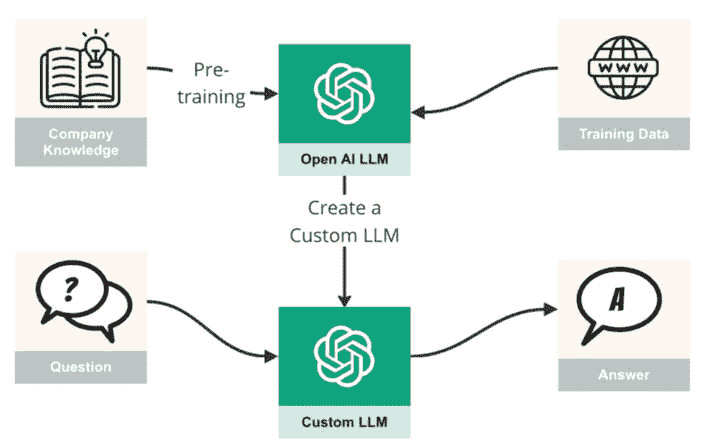 Company
Knowledge
Pre-
training
Open AI LLM
WWW
Training Data
Create a
Custom LLM
?
Question
Custom LLM
A
Answer